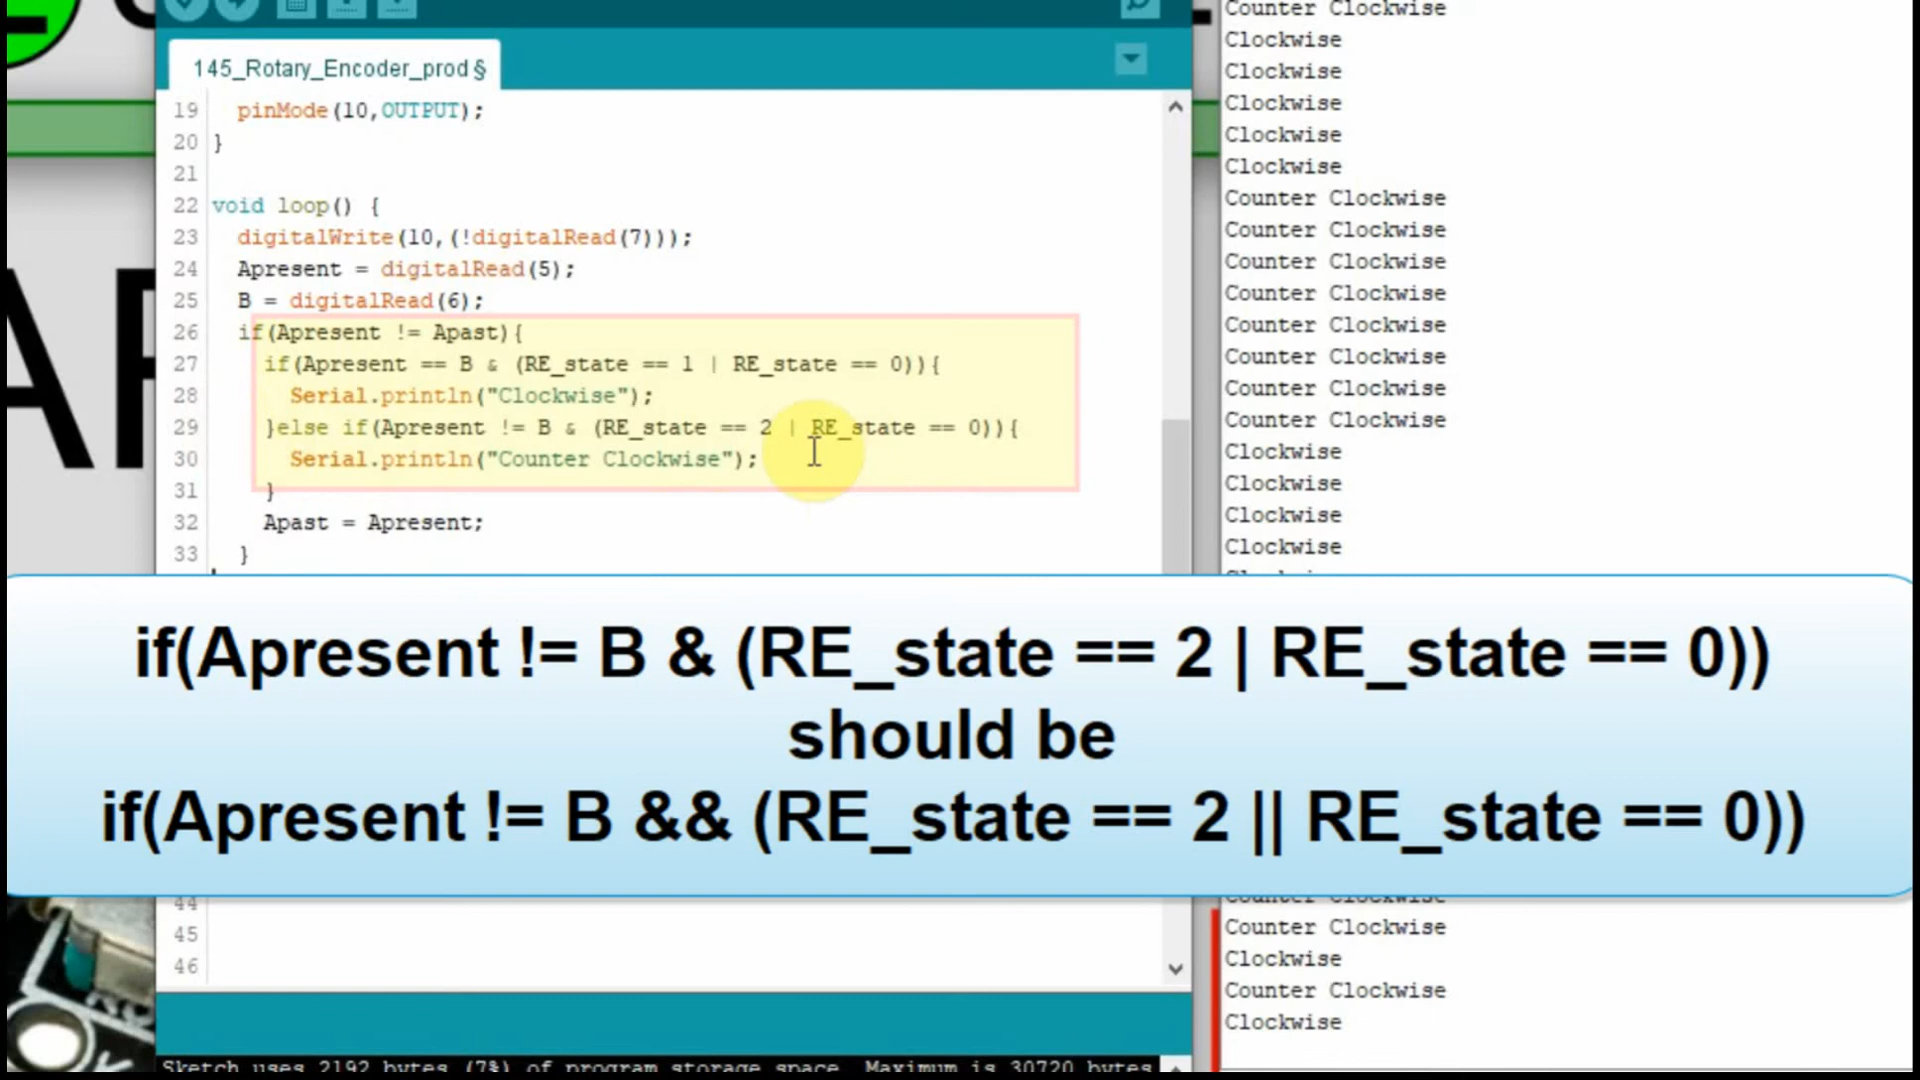 145_Rotary_Encoder_prod §
19 pinMode(10,OUTPUT);
20 }
21
22 void loop() {
23 digitalWrite(10,(!digitalRead(7)));
24 Apresent = digitalRead(5);
25 B = digitalRead(6);
26 if(Apresent != Apast){
27 if(Apresent == B & (RE_state == 1 | RE_state == 0)){
28 Serial.println("Clockwise");
29 }else if(Apresent != B & (RE_state == 2 | RE_state == 0)){
30 Serial.println("Counter Clockwise");
31 }
32 Apast = Apresent;
33 }
if(Apresent != B & (RE_state == 2 | RE_state == 0))
should be
if(Apresent != B && (RE_state == 2 || RE_state == 0))
44
45
46
Sketch uses 2192 bytes (7%) of program storage space. Maximum is 30720 bytes
Counter Clockwise
Clockwise
Clockwise
Clockwise
Clockwise
Clockwise
Counter Clockwise
Counter Clockwise
Counter Clockwise
Counter Clockwise
Counter Clockwise
Counter Clockwise
Counter Clockwise
Counter Clockwise
Clockwise
Clockwise
Clockwise
Clockwise
Counter Clockwise
Counter Clockwise
Clockwise
Counter Clockwise
Clockwise